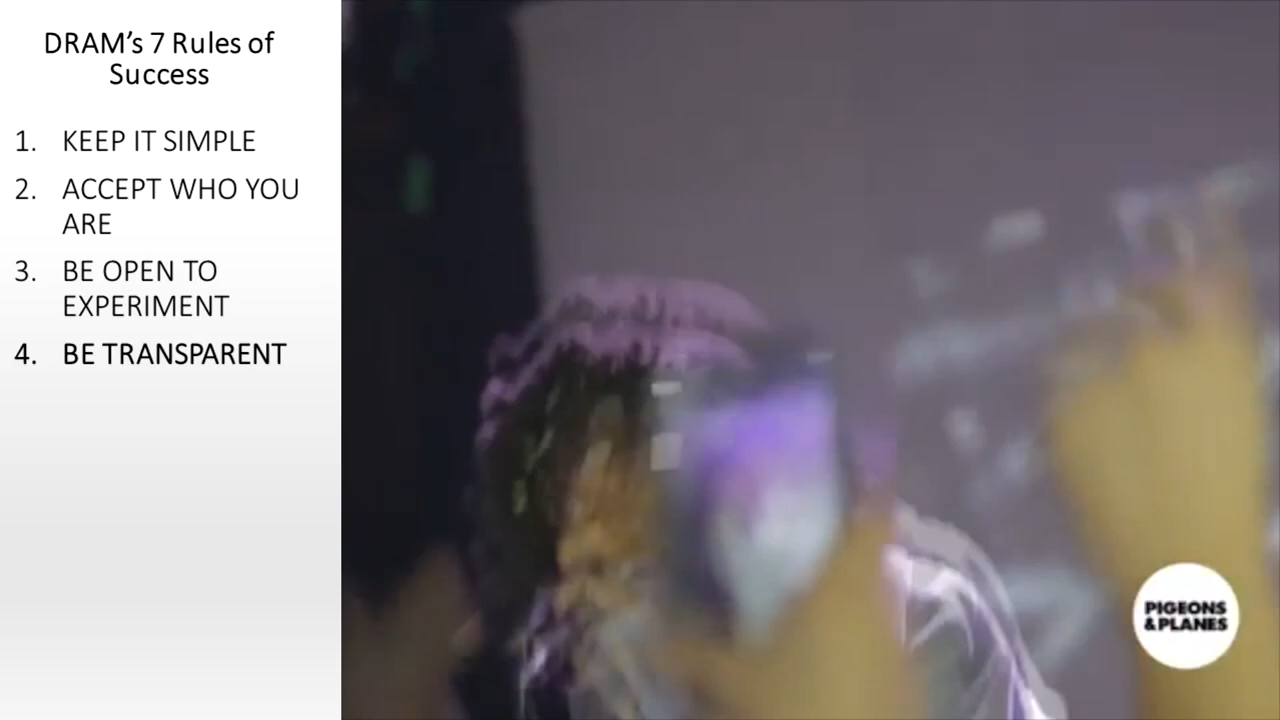 DRAM's 7 Rules of
Success
1. KEEP IT SIMPLE
2. ACCEPT WHO YOU
ARE
3. BE OPEN TO
EXPERIMENT
4. BE TRANSPARENT
PIGEONS
& PLANES